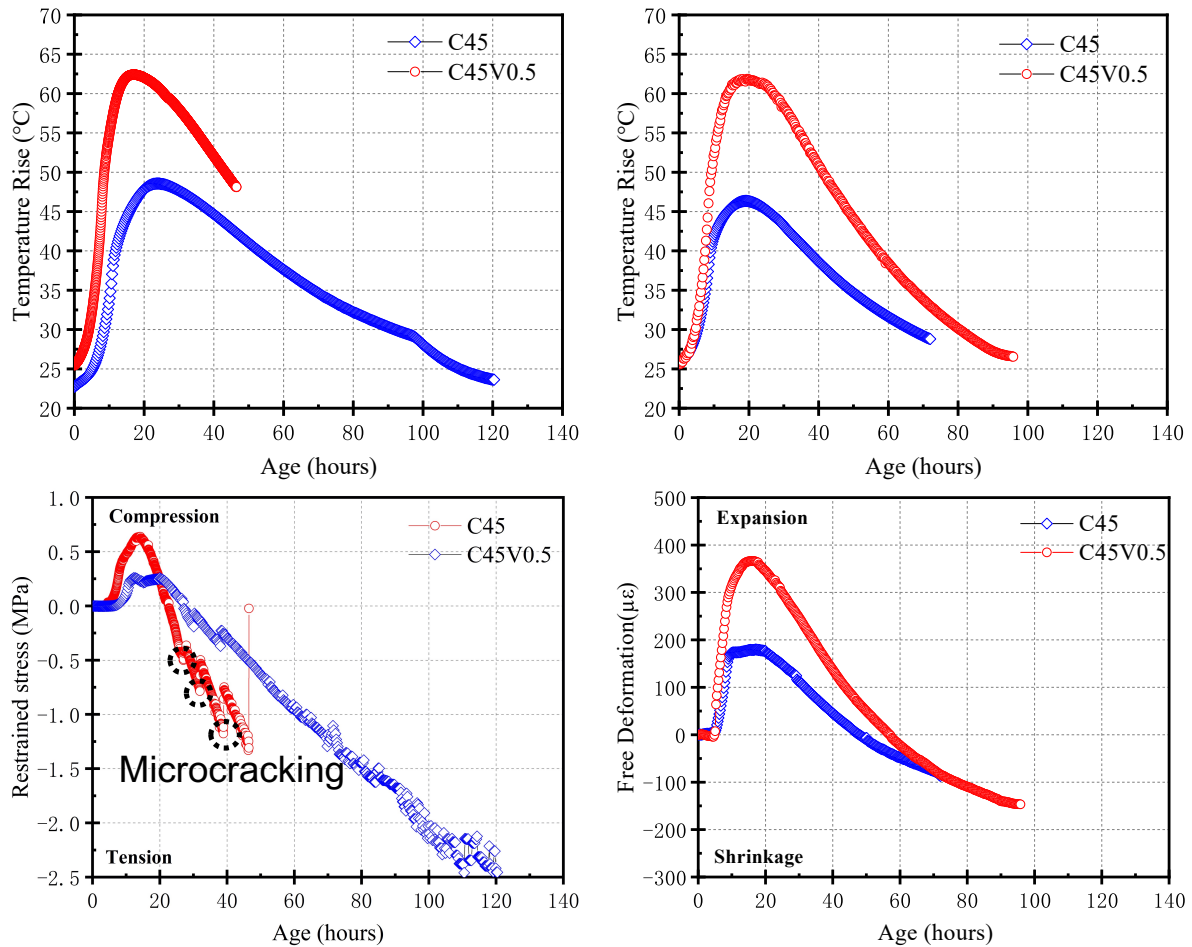 70
65
60
55
50
45
40
35
30
25
20
0 20 40 60 80 100 120 140
Temperature Rise (°C)
Age (hours)
C45
C45V0.5
70
65
60
55
50
45
40
35
30
25
20
0 20 40 60 80 100 120 140
Temperature Rise (°C)
Age (hours)
C45
C45V0.5
1.0
0.5
0.0
-0.5
-1.0
-1.5
-2.0
-2.5
0 20 40 60 80 100 120 140
Restrained stress (MPa)
Age (hours)
Compression
C45
C45V0.5
Microcracking
Tension
500
400
300
200
100
0
-100
-200
-300
0 20 40 60 80 100 120 140
Free Deformation(με)
Age (hours)
Expansion
C45
C45V0.5
Shrinkage